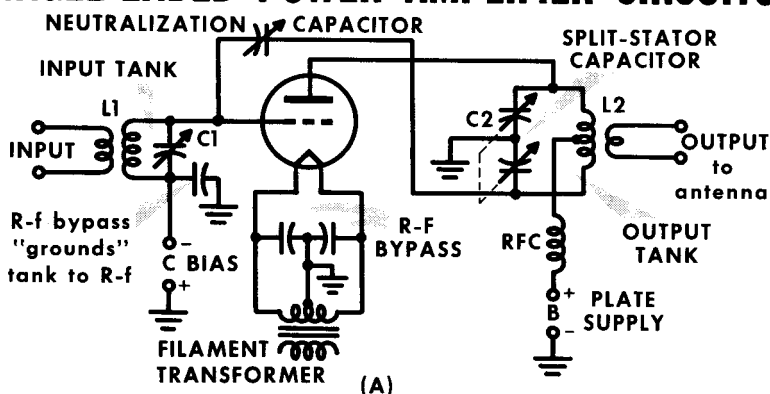 NEUTRALIZATION CAPACITOR
SPLIT-STATOR
CAPACITOR
INPUT TANK
L1
C1
C2
L2
INPUT
OUTPUT
to
antenna
R-f bypass
"grounds"
tank to R-f
−
C BIAS
+
R-F
BYPASS
RFC
OUTPUT
TANK
+
B
−
PLATE
SUPPLY
FILAMENT
TRANSFORMER
(A)